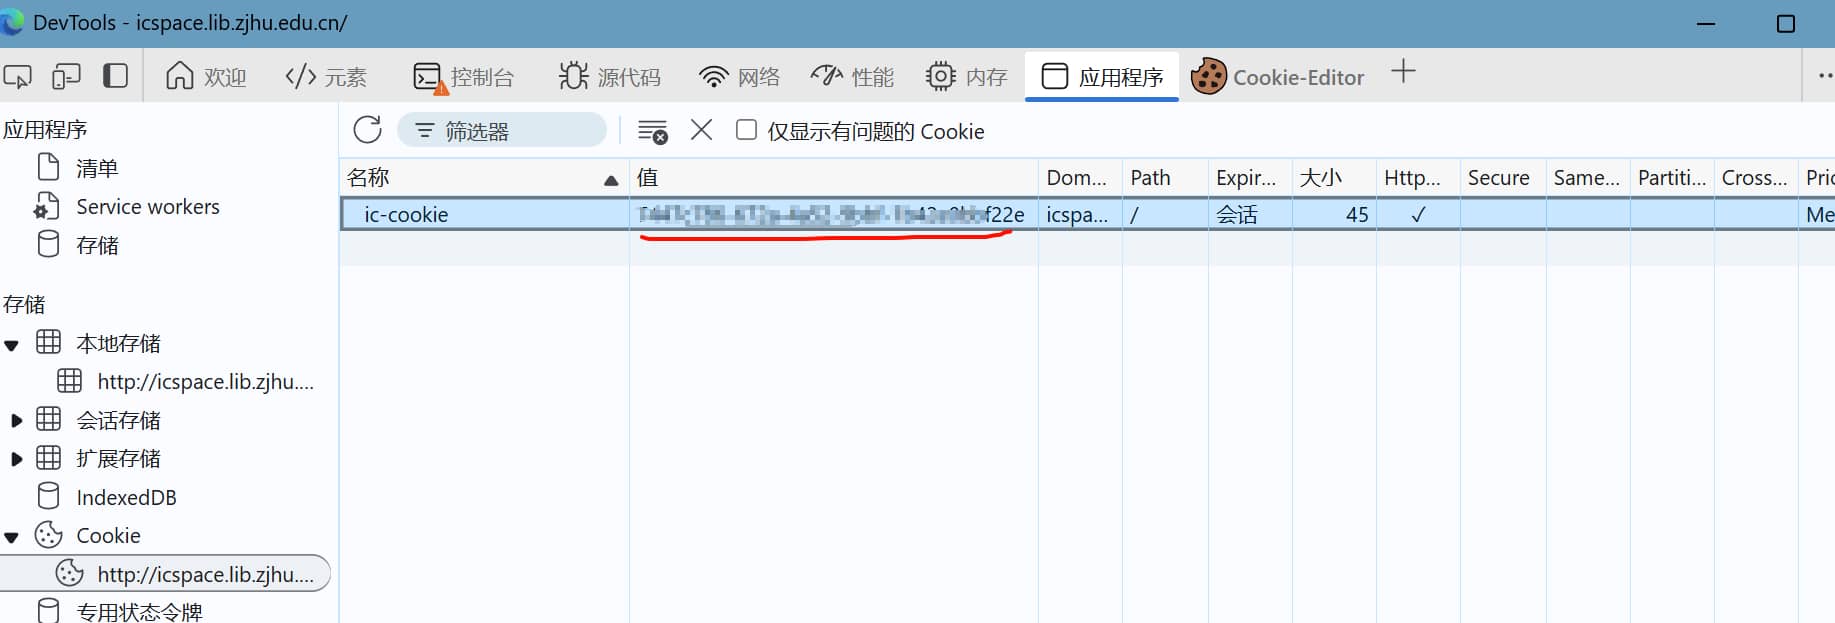 DevTools - icspace.lib.zjhu.edu.cn/
欢迎 </> 元素 控制台 源代码 网络 性能 内存 应用程序 Cookie-Editor
应用程序
筛选器 仅显示有问题的 Cookie
清单
名称 值 Dom... Path Expir... 大小 Http... Secure Same... Partiti... Cross... Pric
Service workers
ic-cookie f22e icspa... / 会话 45 ✓ Me
存储
存储
本地存储
http://icspace.lib.zjhu....
会话存储
扩展存储
IndexedDB
Cookie
http://icspace.lib.zjhu....
专用状态令牌